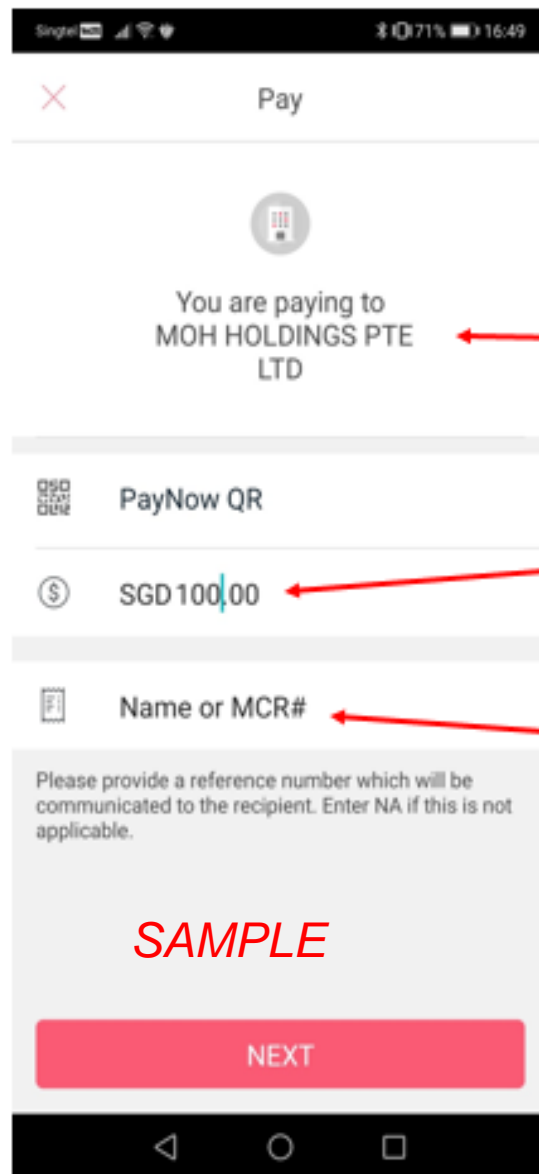 Singtel 71% 16:49
Pay
You are paying to
MOH HOLDINGS PTE
LTD
PayNow QR
SGD 100.00
Name or MCR#
Please provide a reference number which will be
communicated to the recipient. Enter NA if this is not
applicable.
SAMPLE
NEXT